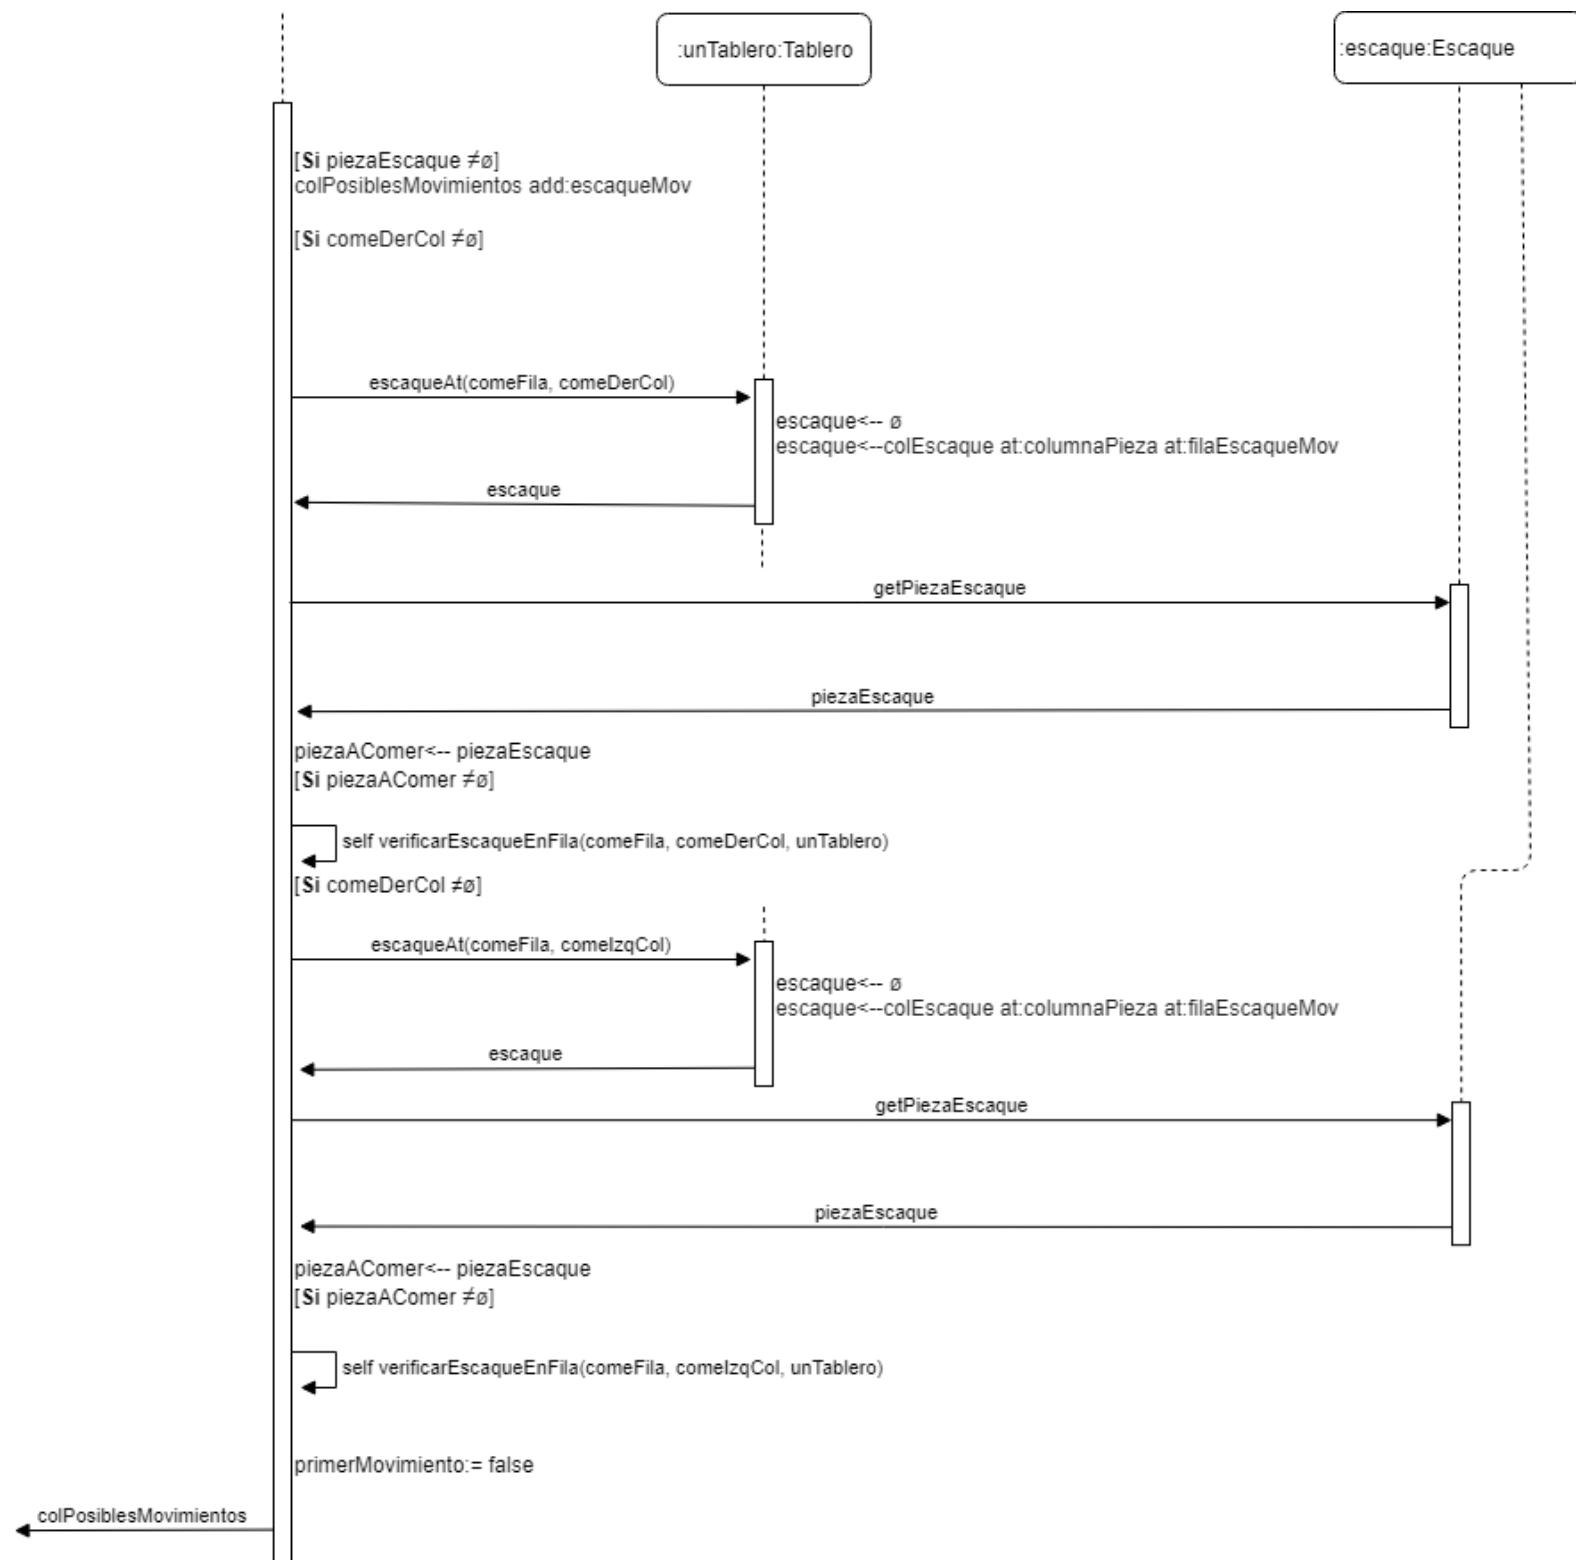 :unTablero:Tablero
:escaque:Escaque
[Si piezaEscaque ≠ø]
colPosiblesMovimientos add:escaqueMov
[Si comeDerCol ≠ø]
escaqueAt(comeFila, comeDerCol)
escaque<-- ø
escaque<--colEscaque at:columnaPieza at:filaEscaqueMov
escaque
getPiezaEscaque
piezaEscaque
piezaAComer<-- piezaEscaque
[Si piezaAComer ≠ø]
self verificarEscaqueEnFila(comeFila, comeDerCol, unTablero)
[Si comeDerCol ≠ø]
escaqueAt(comeFila, comeIzqCol)
escaque<-- ø
escaque<--colEscaque at:columnaPieza at:filaEscaqueMov
escaque
getPiezaEscaque
piezaEscaque
piezaAComer<-- piezaEscaque
[Si piezaAComer ≠ø]
self verificarEscaqueEnFila(comeFila, comeIzqCol, unTablero)
primerMovimiento:= false
colPosiblesMovimientos